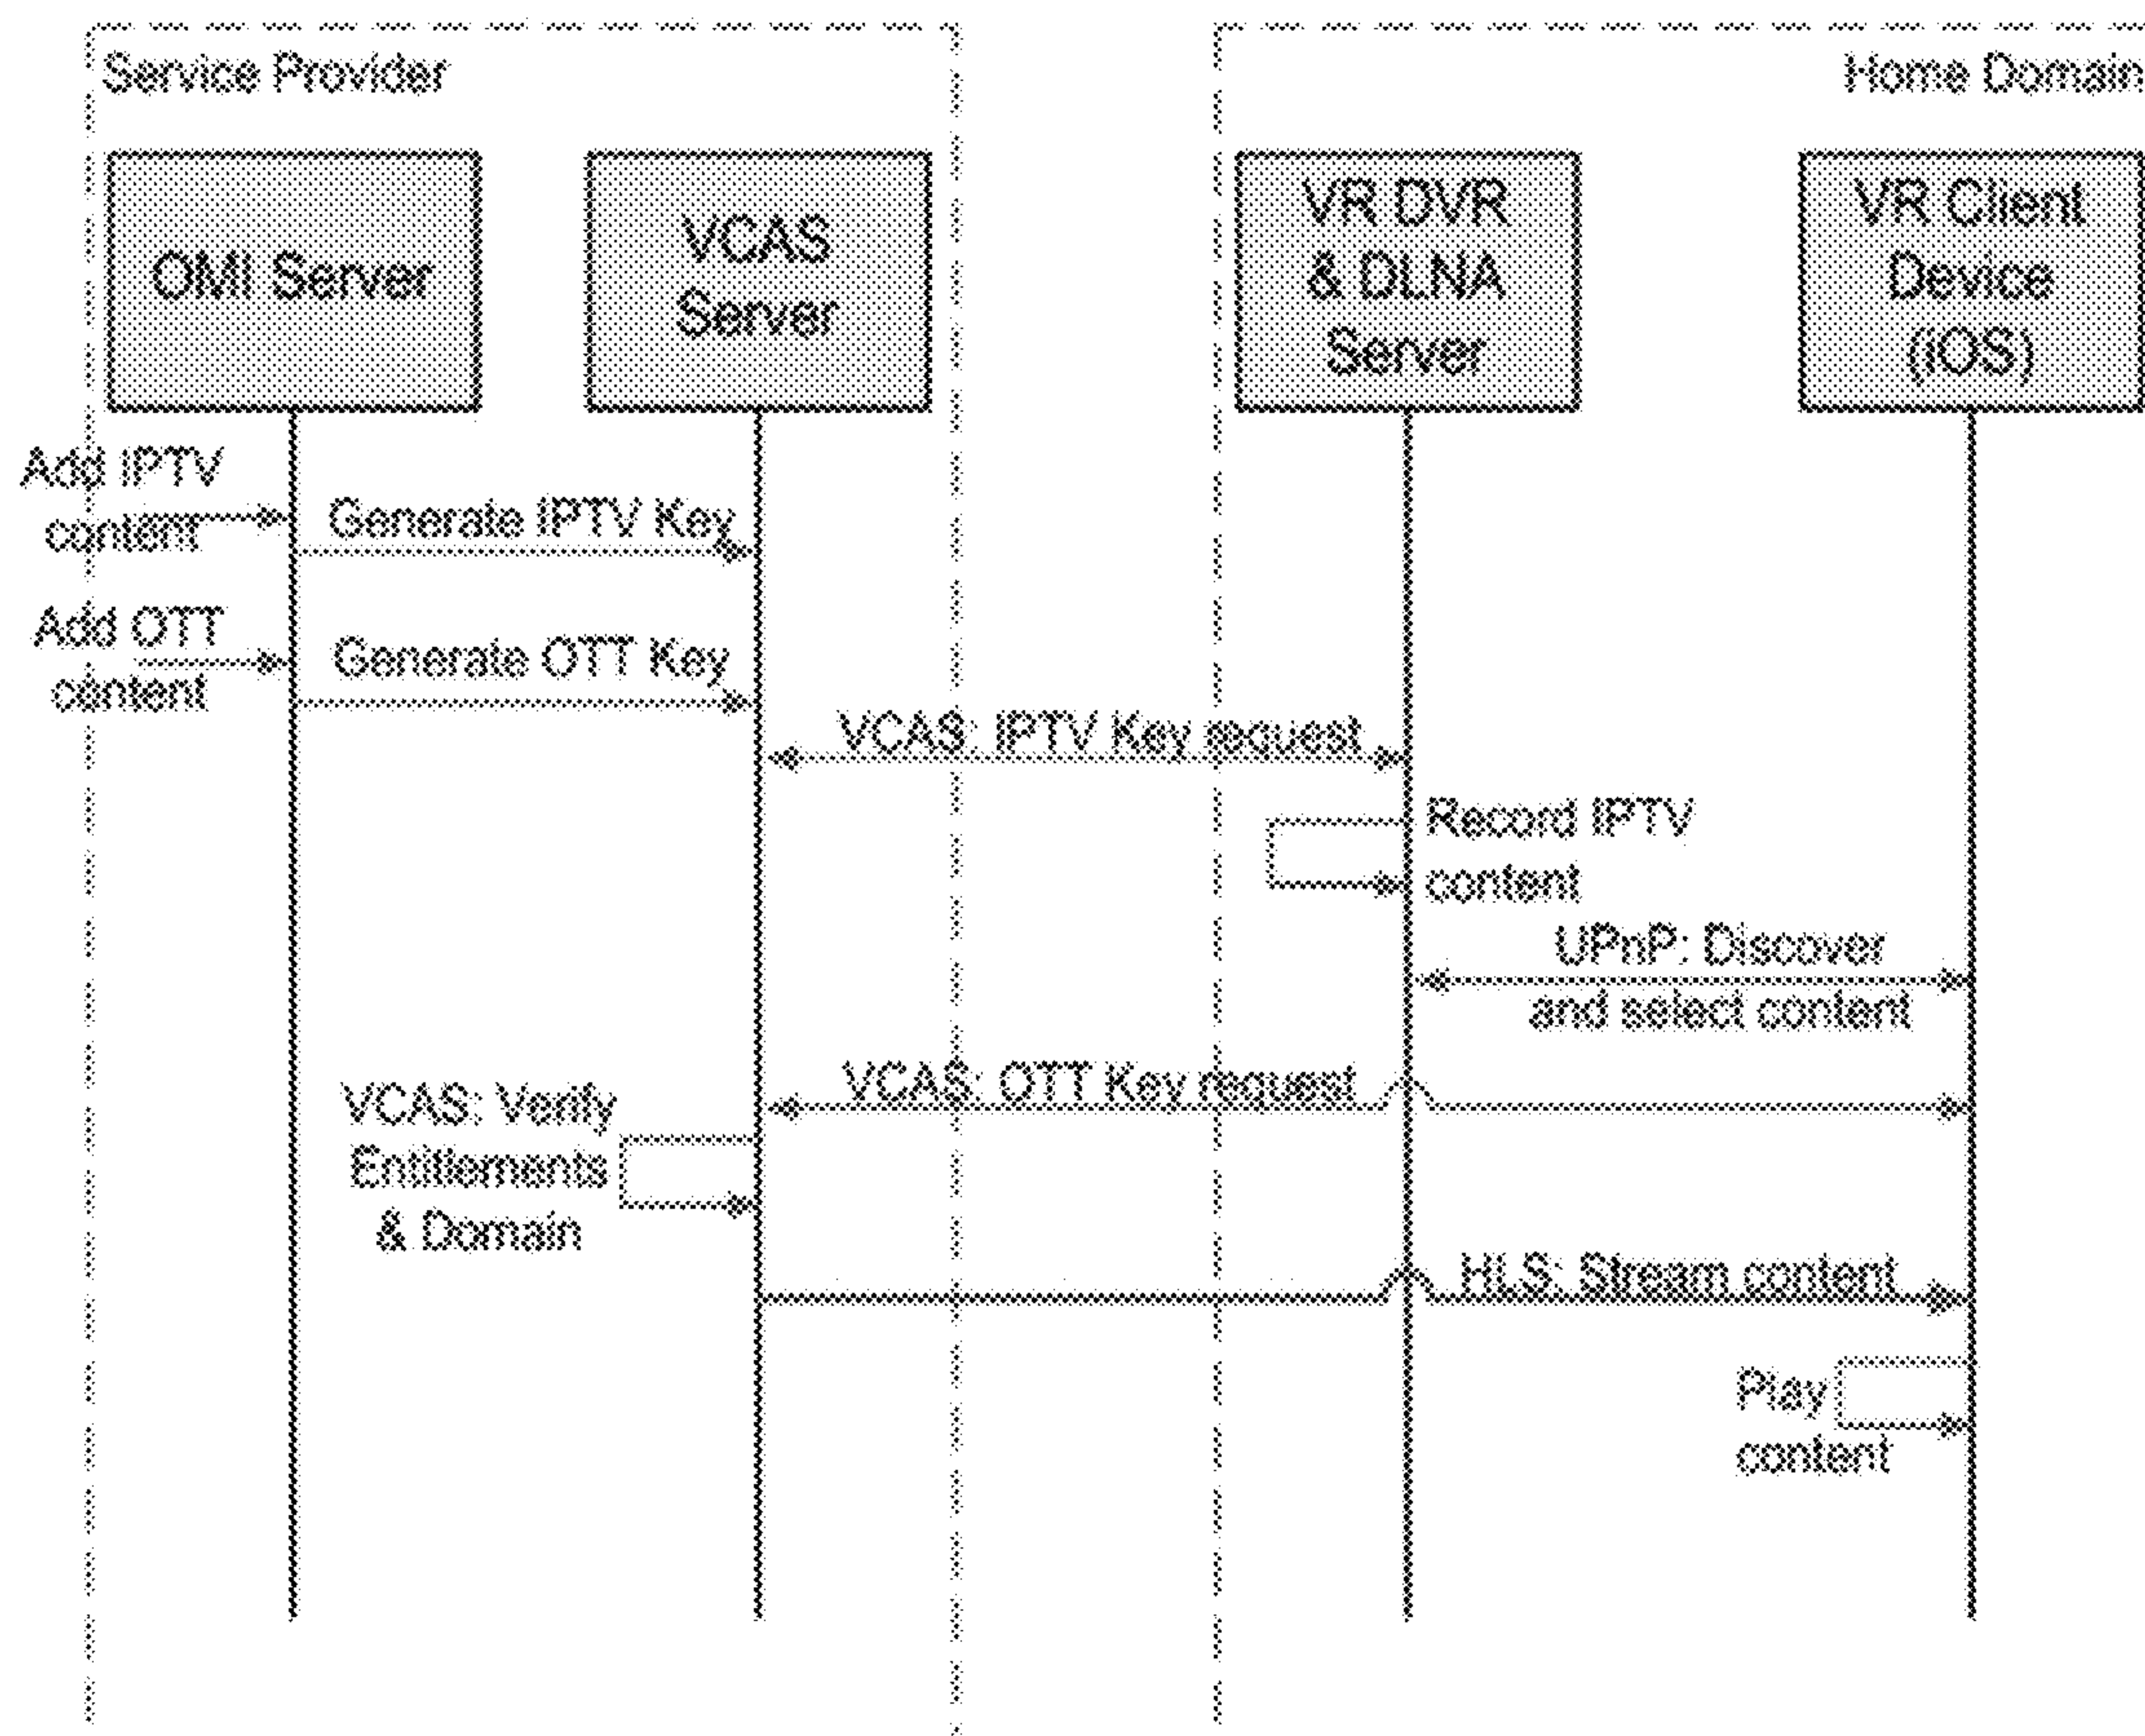 Service Provider
Home Domain
OMI Server
VCAS
Server
VR DVR
& DLNA
Server
VR Client
Device
(iOS)
Add IPTV
content
Generate IPTV Key
Add OTT
content
Generate OTT Key
VCAS: IPTV Key request
Record IPTV
content
UPnP: Discover
and select content
VCAS: OTT Key request
VCAS: Verify
Entitlements
& Domain
HLS: Stream content
Play
content